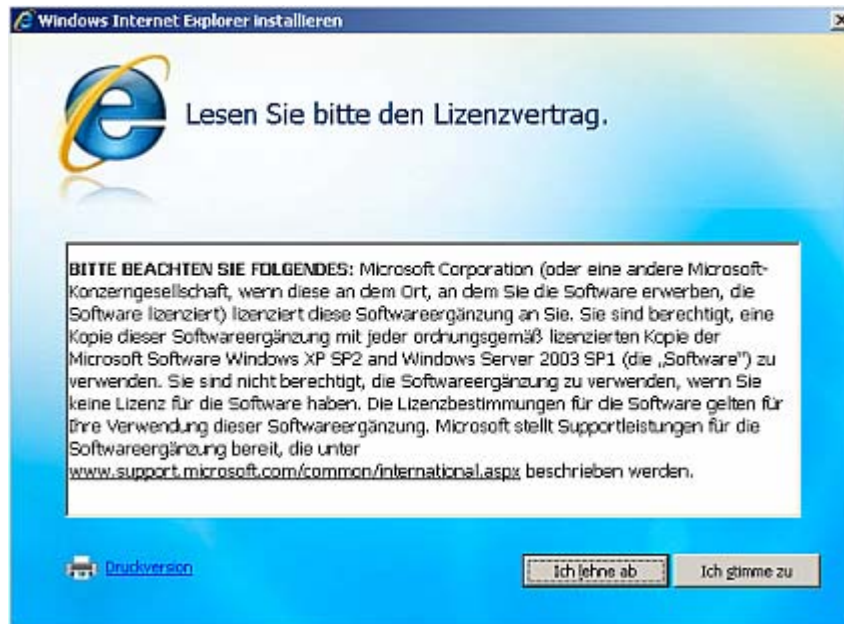 Windows Internet Explorer installieren
Lesen Sie bitte den Lizenzvertrag.
BITTE BEACHTEN SIE FOLGENDES: Microsoft Corporation (oder eine andere Microsoft-
Konzerngesellschaft, wenn diese an dem Ort, an dem Sie die Software erwerben, die
Software lizenziert) lizenziert diese Softwareergänzung an Sie. Sie sind berechtigt, eine
Kopie dieser Softwareergänzung mit jeder ordnungsgemäß lizenzierten Kopie der
Microsoft Software Windows XP SP2 and Windows Server 2003 SP1 (die „Software") zu
verwenden. Sie sind nicht berechtigt, die Softwareergänzung zu verwenden, wenn Sie
keine Lizenz für die Software haben. Die Lizenzbestimmungen für die Software gelten für
Ihre Verwendung dieser Softwareergänzung. Microsoft stellt Supportleistungen für die
Softwareergänzung bereit, die unter
www.support.microsoft.com/common/international.aspx beschrieben werden.
Druckversion
Ich lehne ab
Ich stimme zu